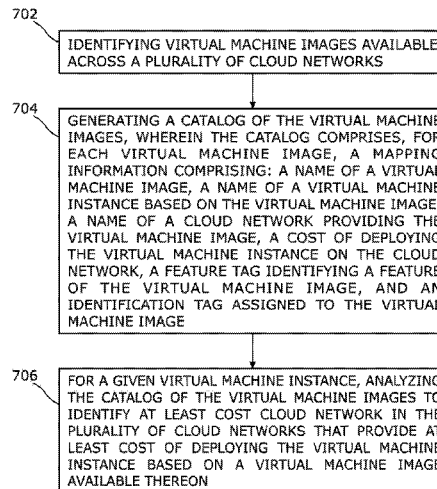 702
IDENTIFYING VIRTUAL MACHINE IMAGES AVAILABLE
ACROSS A PLURALITY OF CLOUD NETWORKS
704
GENERATING A CATALOG OF THE VIRTUAL MACHINE
IMAGES, WHEREIN THE CATALOG COMPRISES, FOR
EACH VIRTUAL MACHINE IMAGE, A MAPPING
INFORMATION COMPRISING: A NAME OF A VIRTUAL
MACHINE IMAGE, A NAME OF A VIRTUAL MACHINE
INSTANCE BASED ON THE VIRTUAL MACHINE IMAGE
A NAME OF A CLOUD NETWORK PROVIDING THE
VIRTUAL MACHINE IMAGE, A COST OF DEPLOYING
THE VIRTUAL MACHINE INSTANCE ON THE CLOUD
NETWORK, A FEATURE TAG IDENTIFYING A FEATURE
OF THE VIRTUAL MACHINE IMAGE, AND AN
IDENTIFICATION TAG ASSIGNED TO THE VIRTUAL
MACHINE IMAGE
706
FOR A GIVEN VIRTUAL MACHINE INSTANCE, ANALYZING
THE CATALOG OF THE VIRTUAL MACHINE IMAGES TO
IDENTIFY AT LEAST COST CLOUD NETWORK IN THE
PLURALITY OF CLOUD NETWORKS THAT PROVIDE AT
LEAST COST OF DEPLOYING THE VIRTUAL MACHINE
INSTANCE BASED ON A VIRTUAL MACHINE IMAGE
AVAILABLE THEREON